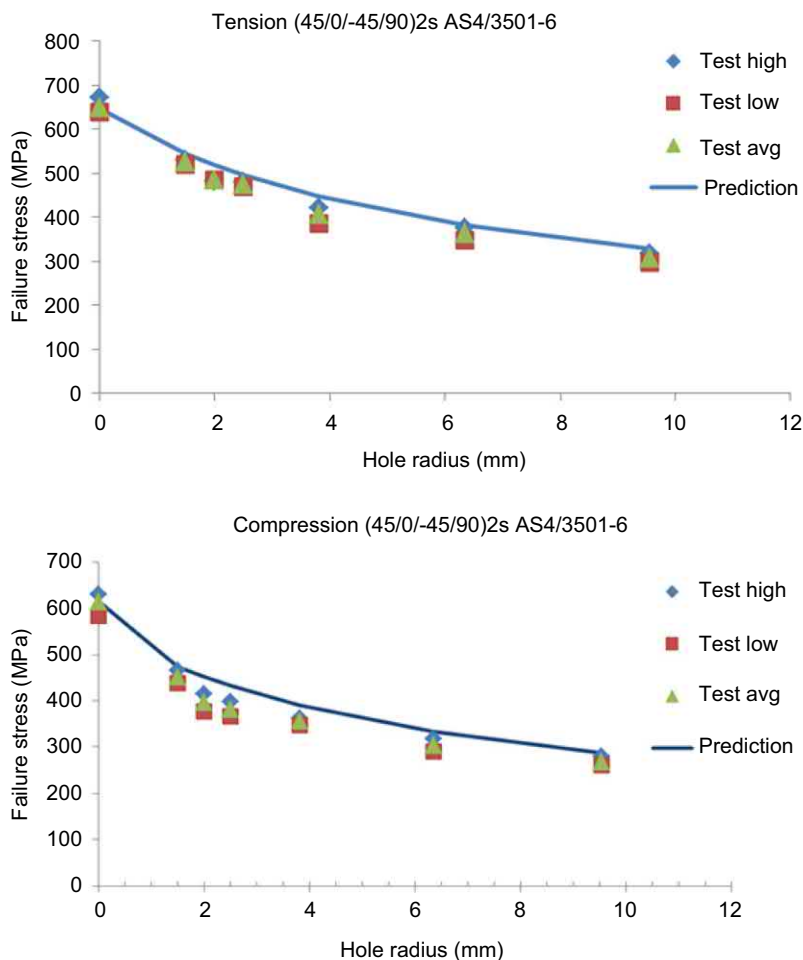 Tension (45/0/-45/90)2s AS4/3501-6
800
700
600
500
400
300
200
100
0
Failure stress (MPa)
0 2 4 6 8 10 12
Hole radius (mm)
Test high
Test low
Test avg
Prediction
Compression (45/0/-45/90)2s AS4/3501-6
700
600
500
400
300
200
100
0
Failure stress (MPa)
0 2 4 6 8 10 12
Hole radius (mm)
Test high
Test low
Test avg
Prediction